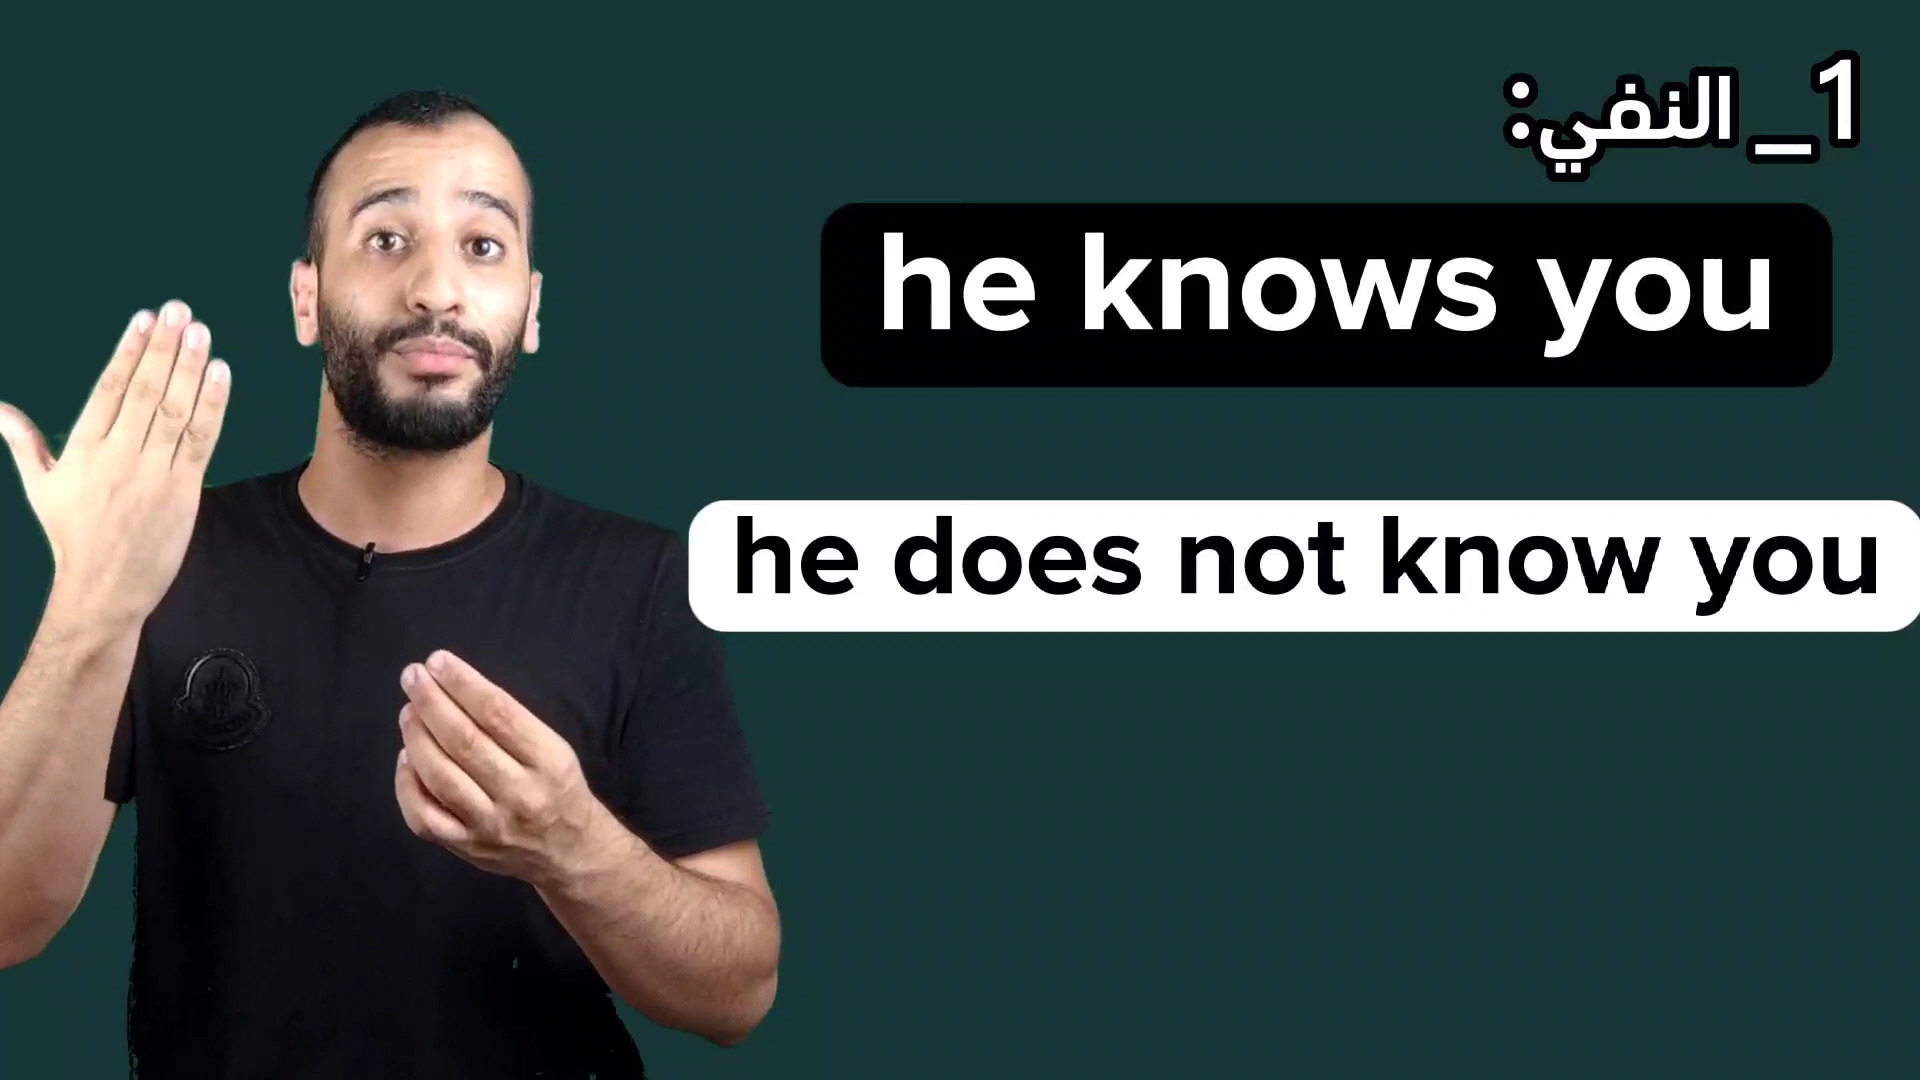 1_ النفي:
he knows you
he does not know you